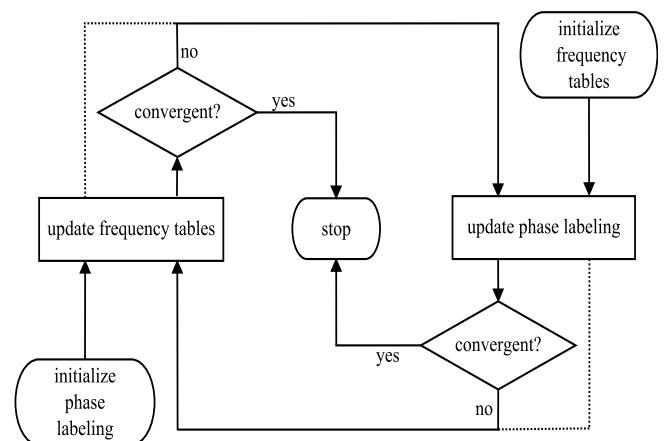 initialize
frequency
tables
no
convergent?
yes
update frequency tables
stop
update phase labeling
convergent?
yes
initialize
phase
labeling
no